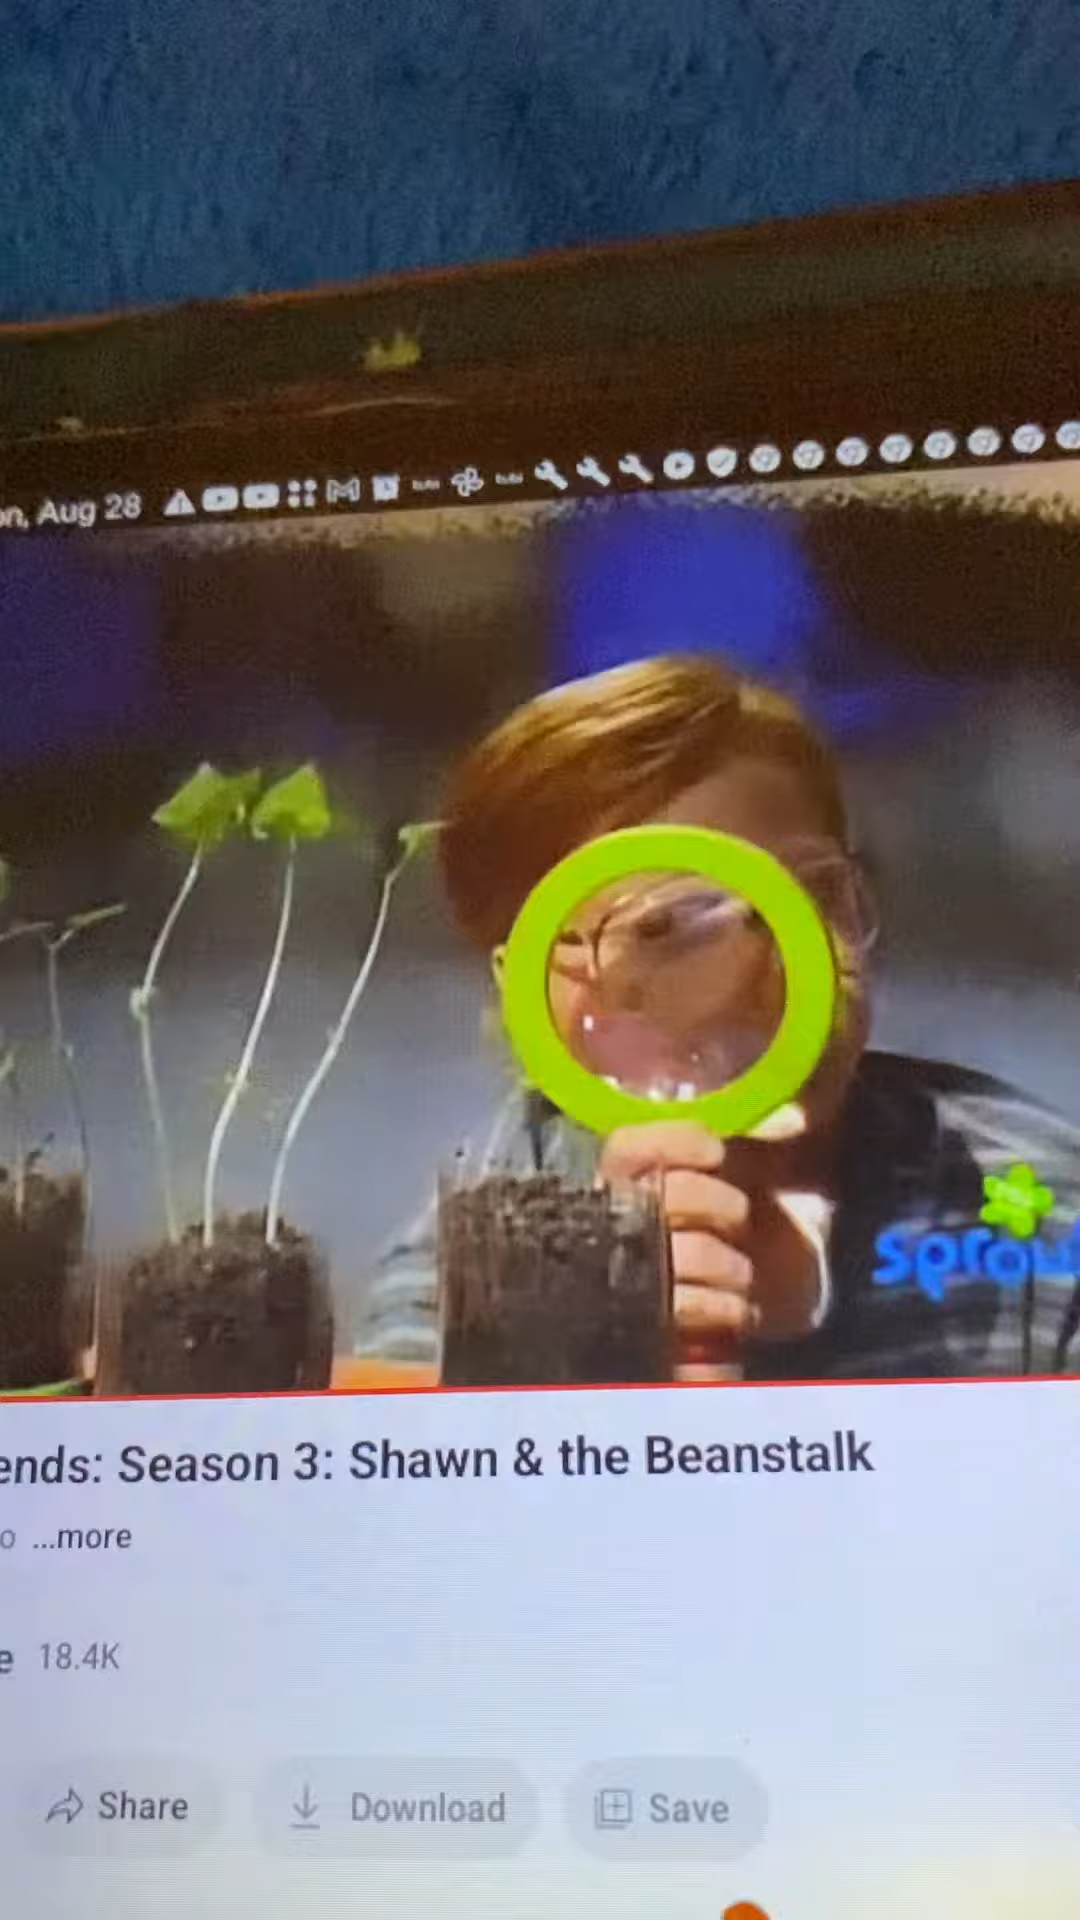 Aug 28
Sprou
ends: Season 3: Shawn & the Beanstalk
...more
18.4K
Share
Download
Save